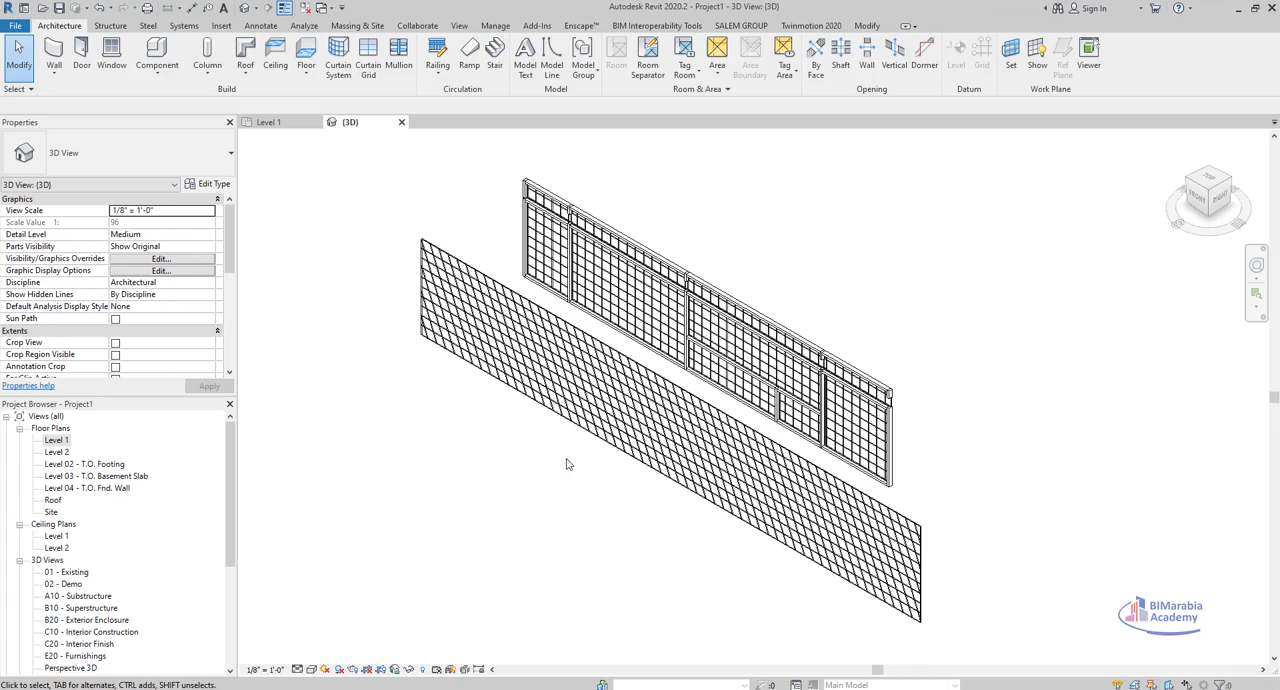 Autodesk Revit 2020.2 - Project1 - 3D View: {3D}
Sign In
File Architecture Structure Steel Systems Insert Annotate Analyze Massing & Site Collaborate View Manage Add-Ins Enscape™ BIM Interoperability Tools SALEM GROUP Twinmotion 2020 Modify
Modify Wall Door Window Component Column Roof Ceiling Floor Curtain System Curtain Grid Mullion Railing Ramp Stair Model Text Model Line Model Group Room Room Separator Tag Room Area Area Boundary Tag Area By Face Shaft Wall Vertical Dormer Level Grid Set Show Ref Plane Viewer
Select Build Circulation Model Room & Area Opening Datum Work Plane
Properties
Level 1
{3D}
3D View
3D View: {3D}
Edit Type
Graphics
View Scale 1/8" = 1'-0"
Scale Value 1: 96
Detail Level Medium
Parts Visibility Show Original
Visibility/Graphics Overrides Edit...
Graphic Display Options Edit...
Discipline Architectural
Show Hidden Lines By Discipline
Default Analysis Display Style None
Sun Path
Extents
Crop View
Crop Region Visible
Annotation Crop
Properties help
Apply
Project Browser - Project1
Views (all)
Floor Plans
Level 1
Level 2
Level 02 - T.O. Footing
Level 03 - T.O. Basement Slab
Level 04 - T.O. Fnd. Wall
Roof
Site
Ceiling Plans
Level 1
Level 2
3D Views
01 - Existing
02 - Demo
A10 - Substructure
B10 - Superstructure
B20 - Exterior Enclosure
C10 - Interior Construction
C20 - Interior Finish
E20 - Furnishings
Perspective 3D
TOP
FRONT
RIGHT
BIMarabia
Academy
1/8" = 1'-0"
Click to select, TAB for alternates, CTRL adds, SHIFT unselects.
:0
Main Model
:0